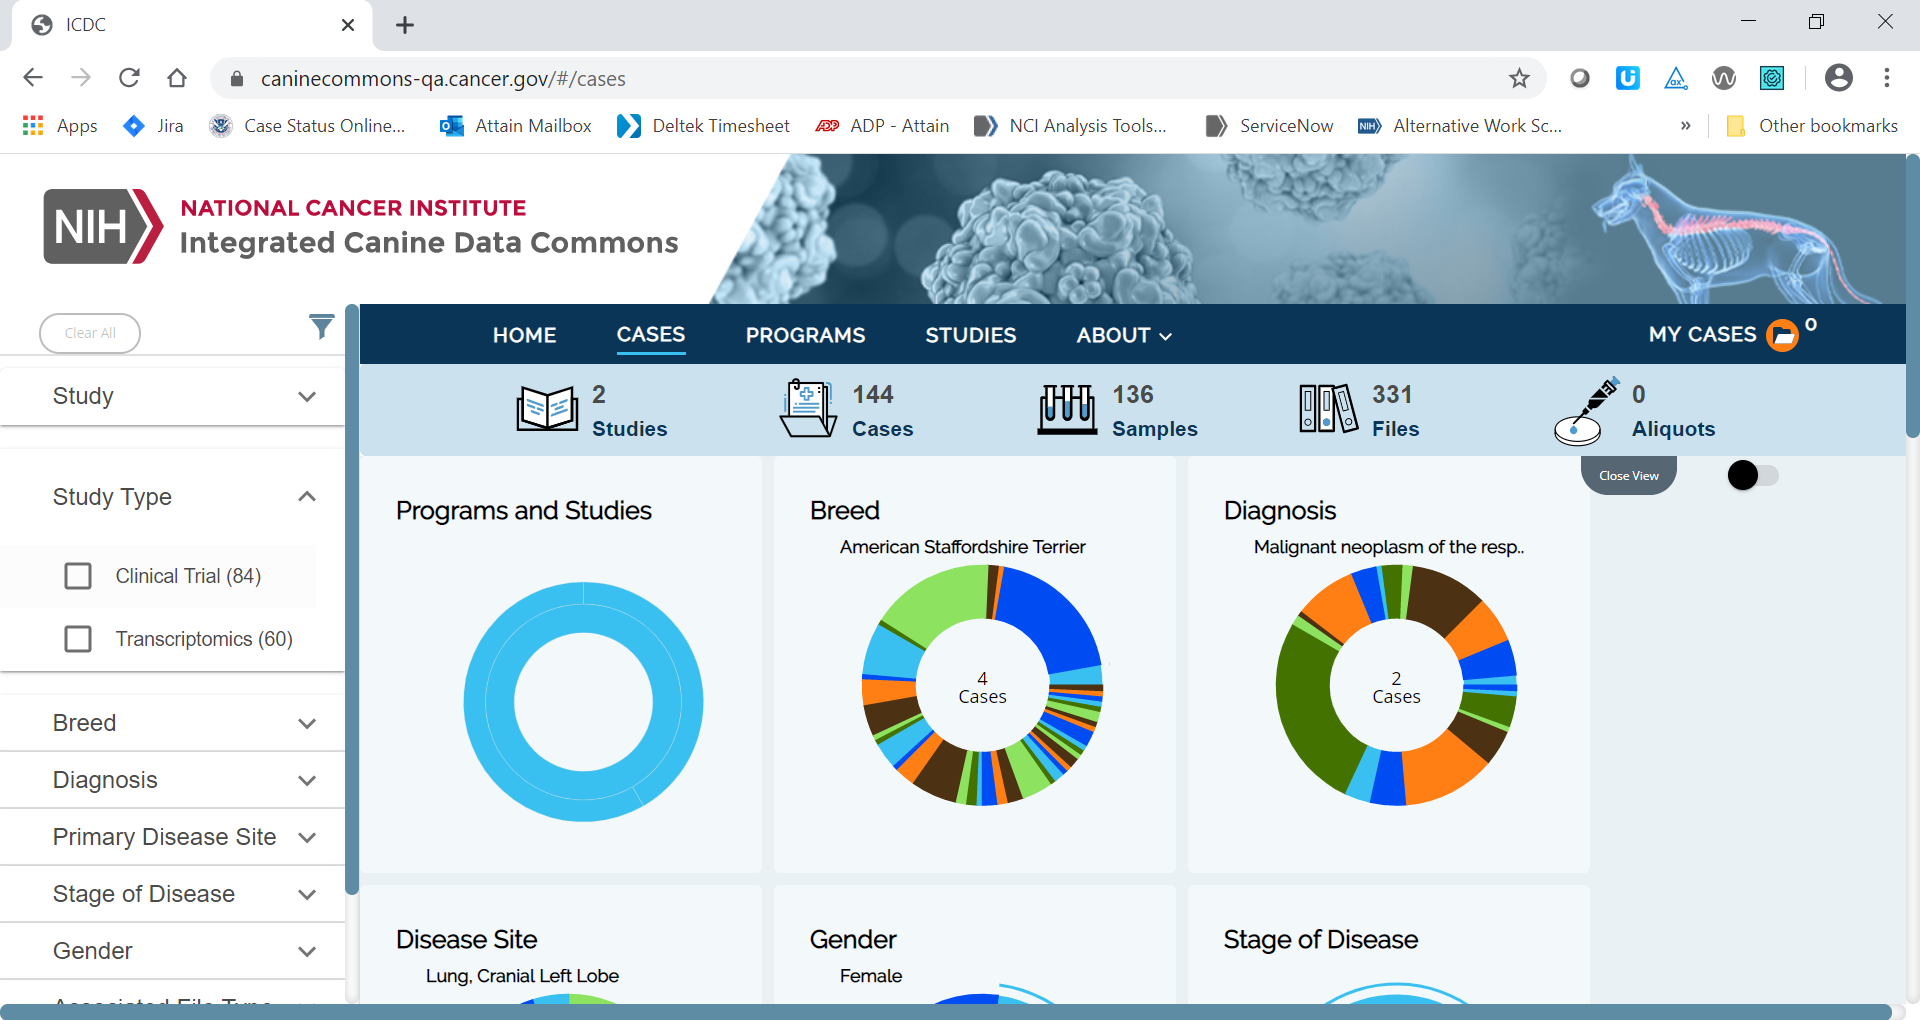 ICDC
caninecommons-qa.cancer.gov/#/cases
Apps
Jira
Case Status Online...
Attain Mailbox
Deltek Timesheet
ADP - Attain
NCI Analysis Tools...
ServiceNow
NIH
Alternative Work Sc...
»
Other bookmarks
NIH
NATIONAL CANCER INSTITUTE
Integrated Canine Data Commons
Clear All
HOME
CASES
PROGRAMS
STUDIES
ABOUT
MY CASES
0
2
Studies
144
Cases
136
Samples
331
Files
0
Aliquots
Study
Study Type
Clinical Trial (84)
Transcriptomics (60)
Breed
Diagnosis
Primary Disease Site
Stage of Disease
Gender
Associated File Type
Close View
Programs and Studies
Breed
American Staffordshire Terrier
4
Cases
Diagnosis
Malignant neoplasm of the resp..
2
Cases
Disease Site
Lung, Cranial Left Lobe
Gender
Female
Stage of Disease